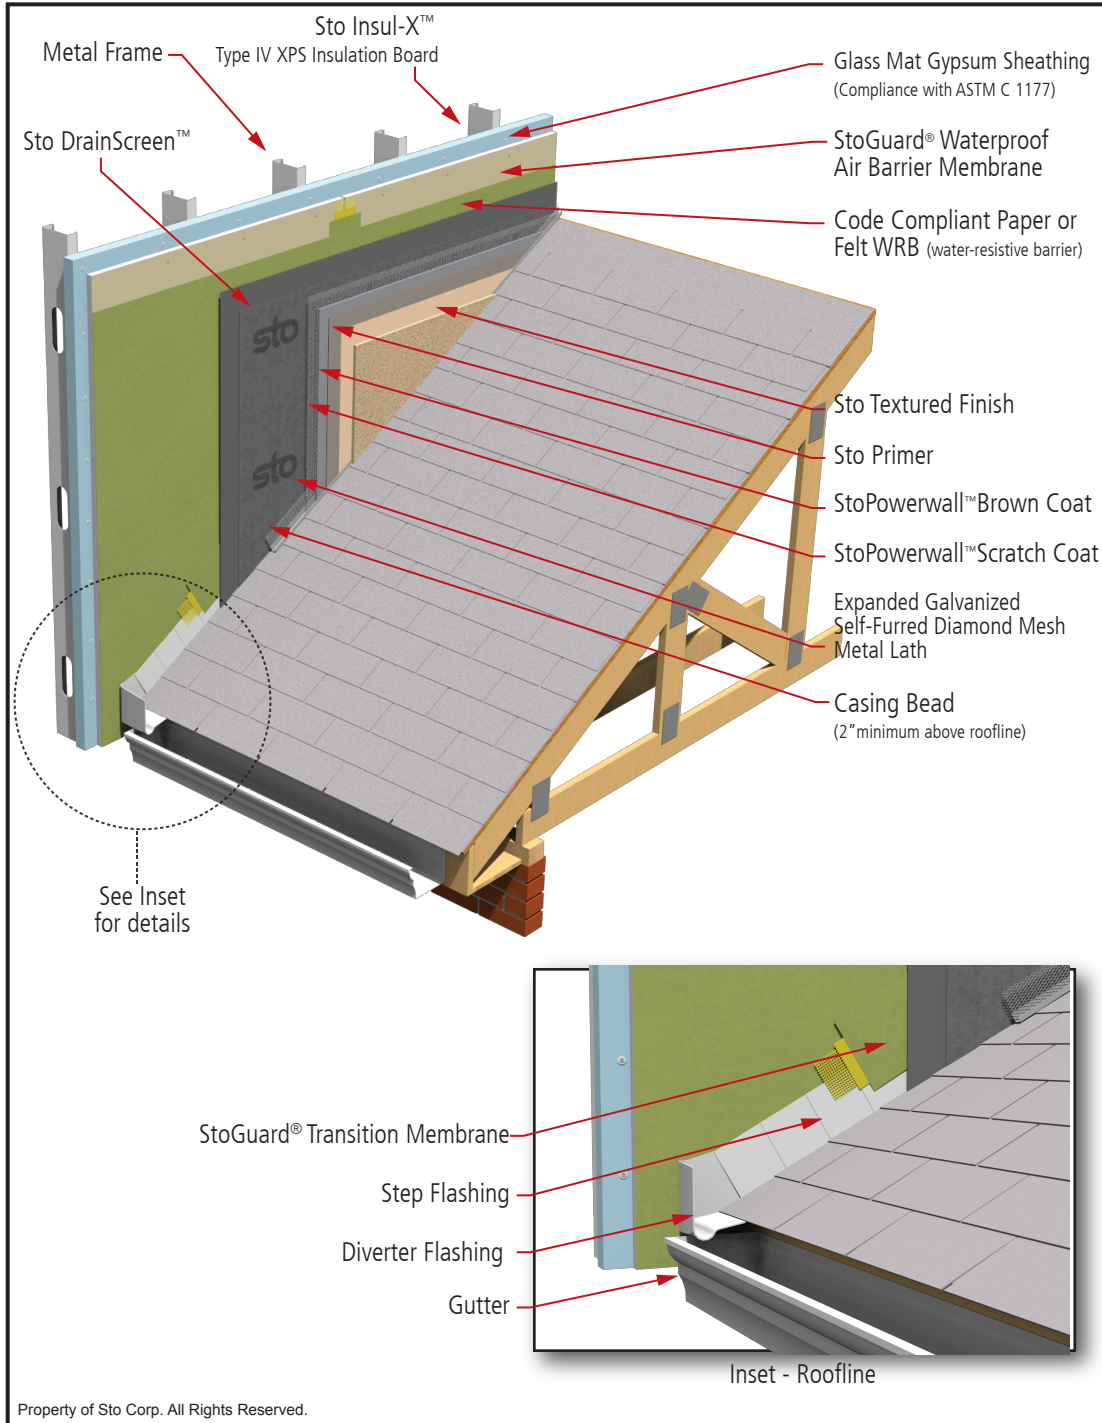 Sto Insul-X™
Type IV XPS Insulation Board
Metal Frame
Sto DrainScreen™
Glass Mat Gypsum Sheathing
(Compliance with ASTM C 1177)
StoGuard® Waterproof
Air Barrier Membrane
Code Compliant Paper or
Felt WRB (water-resistive barrier)
sto
sto
Sto Textured Finish
Sto Primer
StoPowerwall™Brown Coat
StoPowerwall™Scratch Coat
Expanded Galvanized
Self-Furred Diamond Mesh
Metal Lath
Casing Bead
(2"minimum above roofline)
See Inset
for details
StoGuard® Transition Membrane
Step Flashing
Diverter Flashing
Gutter
Inset - Roofline
Property of Sto Corp. All Rights Reserved.